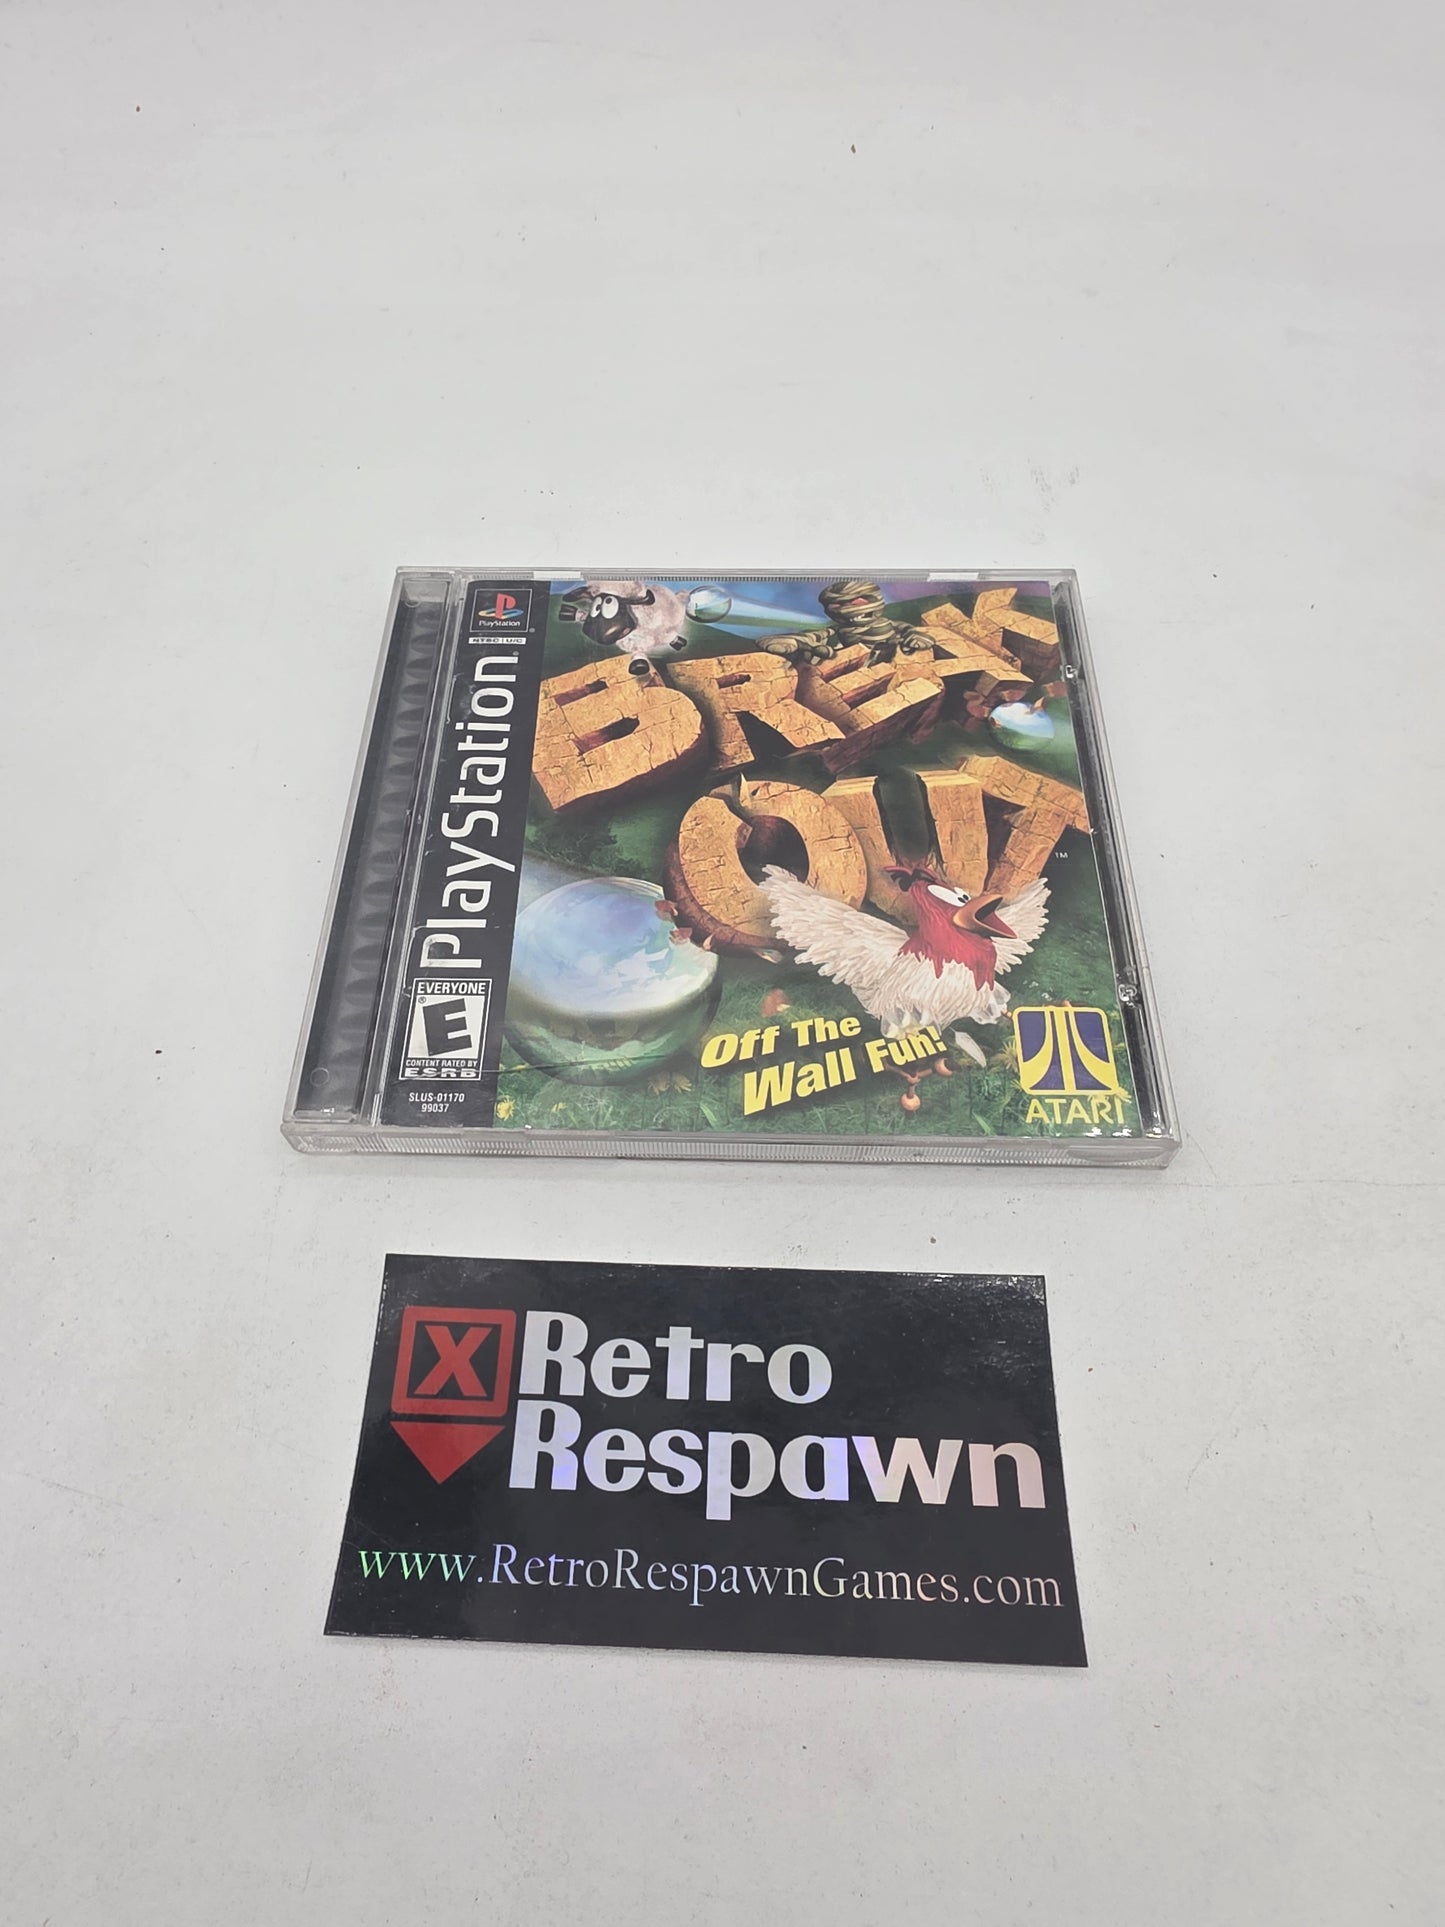 PlayStation
NTSC U/C
PlayStation
BREAK
OUT
TM
Off The
Wall Fun!
ATARI
EVERYONE
E
CONTENT RATED BY
ESRB
SLUS-01170
99037
X Retro
Respawn
www.RetroRespawnGames.com